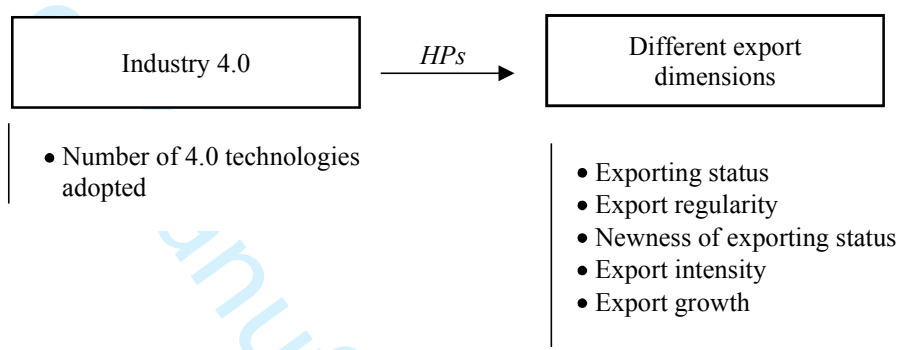 Industry 4.0
HPs
Different export
dimensions
• Number of 4.0 technologies
adopted
• Exporting status
• Export regularity
• Newness of exporting status
• Export intensity
• Export growth